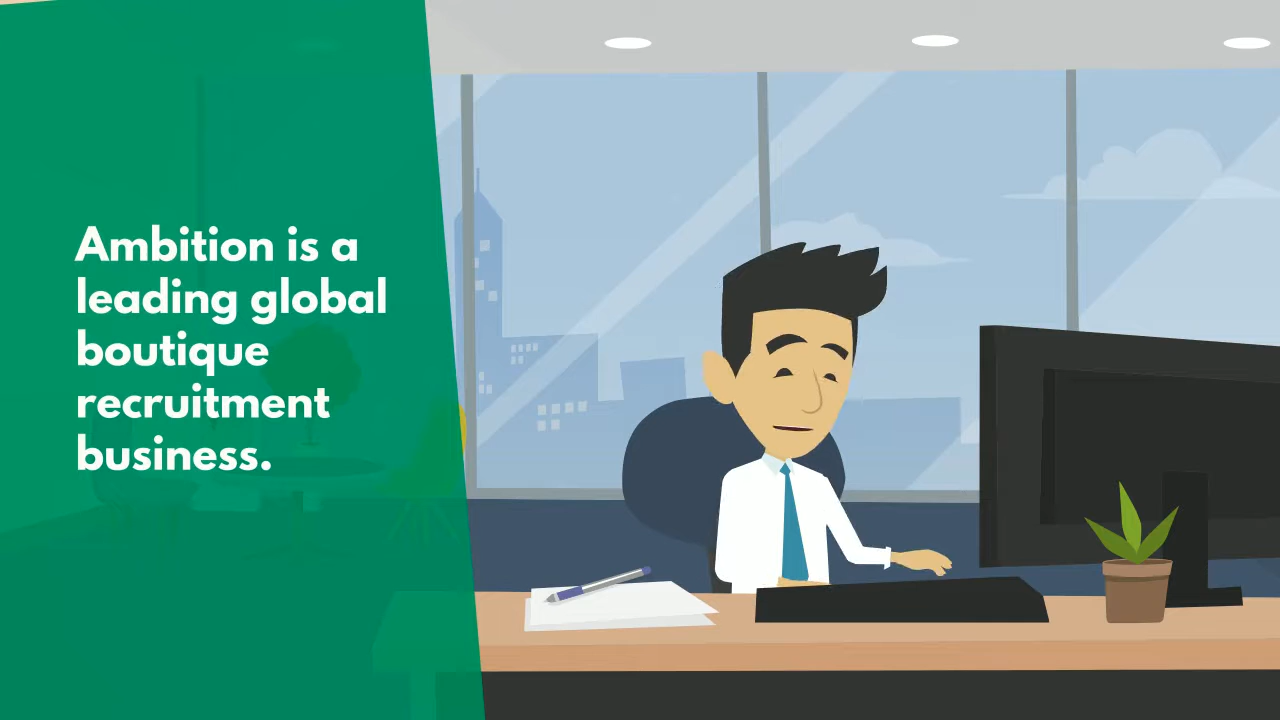 Ambition is a
leading global
boutique
recruitment
business.